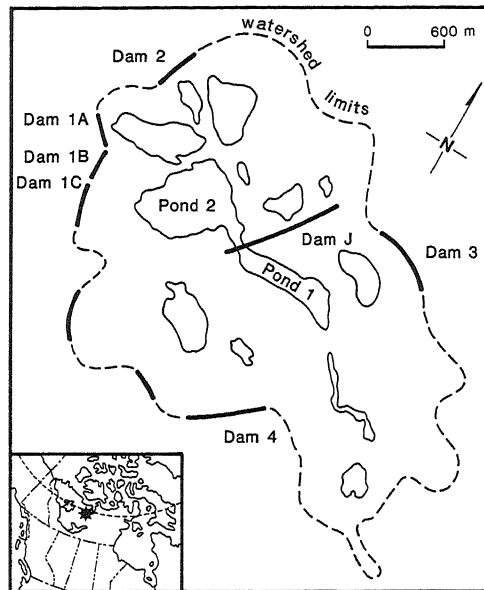 watershed
limits
0 600 m
N
Dam 2
Dam 1A
Dam 1B
Dam 1C
Pond 2
Dam J
Dam 3
Pond 1
Dam 4